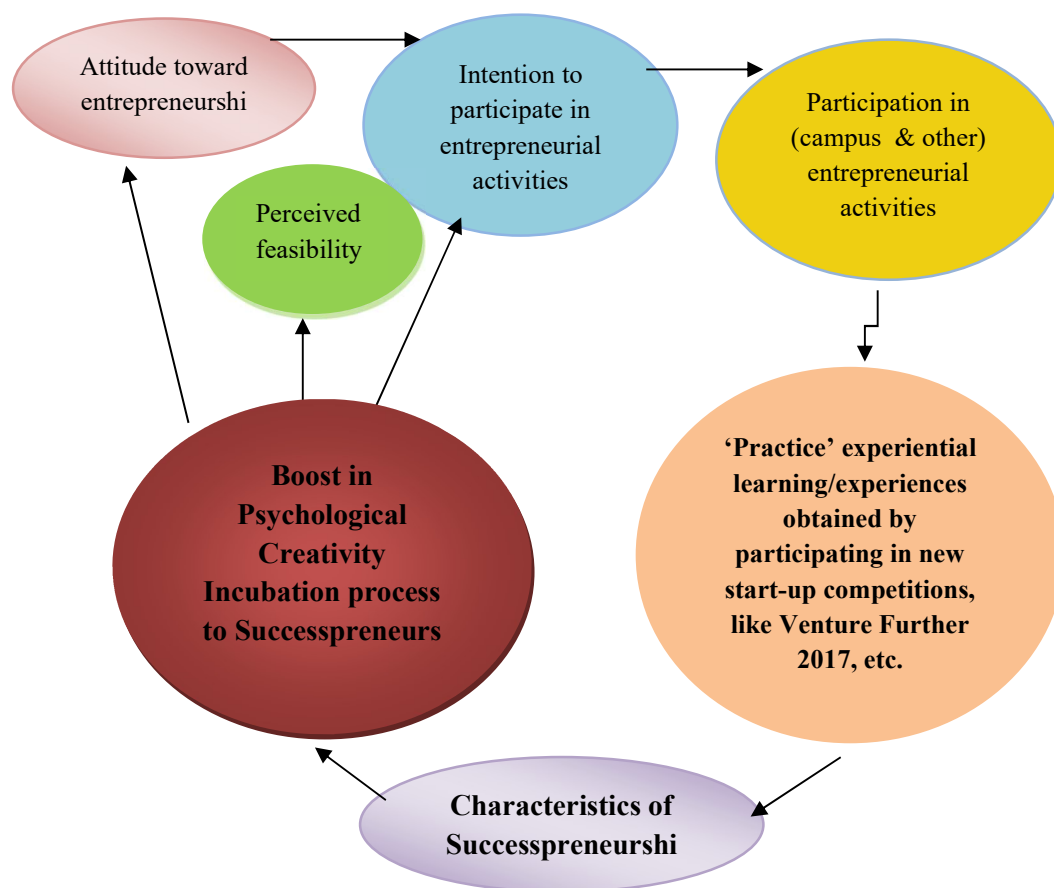 Attitude toward
entrepreneurshi
Intention to
participate in
entrepreneurial
activities
Participation in
(campus & other)
entrepreneurial
activities
Perceived
feasibility
Boost in
Psychological
Creativity
Incubation process
to Successpreneurs
‘Practice’ experiential
learning/experiences
obtained by
participating in new
start-up competitions,
like Venture Further
2017, etc.
Characteristics of
Successpreneurshi